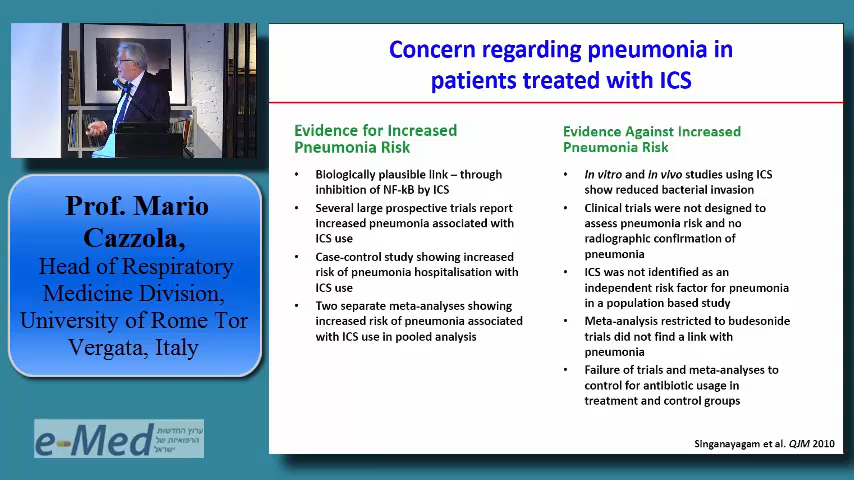 Concern regarding pneumonia in
patients treated with ICS
Evidence for Increased
Pneumonia Risk
• Biologically plausible link – through
inhibition of NF-kB by ICS
• Several large prospective trials report
increased pneumonia associated with
ICS use
• Case-control study showing increased
risk of pneumonia hospitalisation with
ICS use
• Two separate meta-analyses showing
increased risk of pneumonia associated
with ICS use in pooled analysis
Evidence Against Increased
Pneumonia Risk
• In vitro and in vivo studies using ICS
show reduced bacterial invasion
• Clinical trials were not designed to
assess pneumonia risk and no
radiographic confirmation of
pneumonia
• ICS was not identified as an
independent risk factor for pneumonia
in a population based study
• Meta-analysis restricted to budesonide
trials did not find a link with
pneumonia
• Failure of trials and meta-analyses to
control for antibiotic usage in
treatment and control groups
Singanayagam et al. QJM 2010
Prof. Mario
Cazzola,
Head of Respiratory
Medicine Division,
University of Rome Tor
Vergata, Italy
e-Med
ערוץ החדשות
הרפואיות של
ישראל